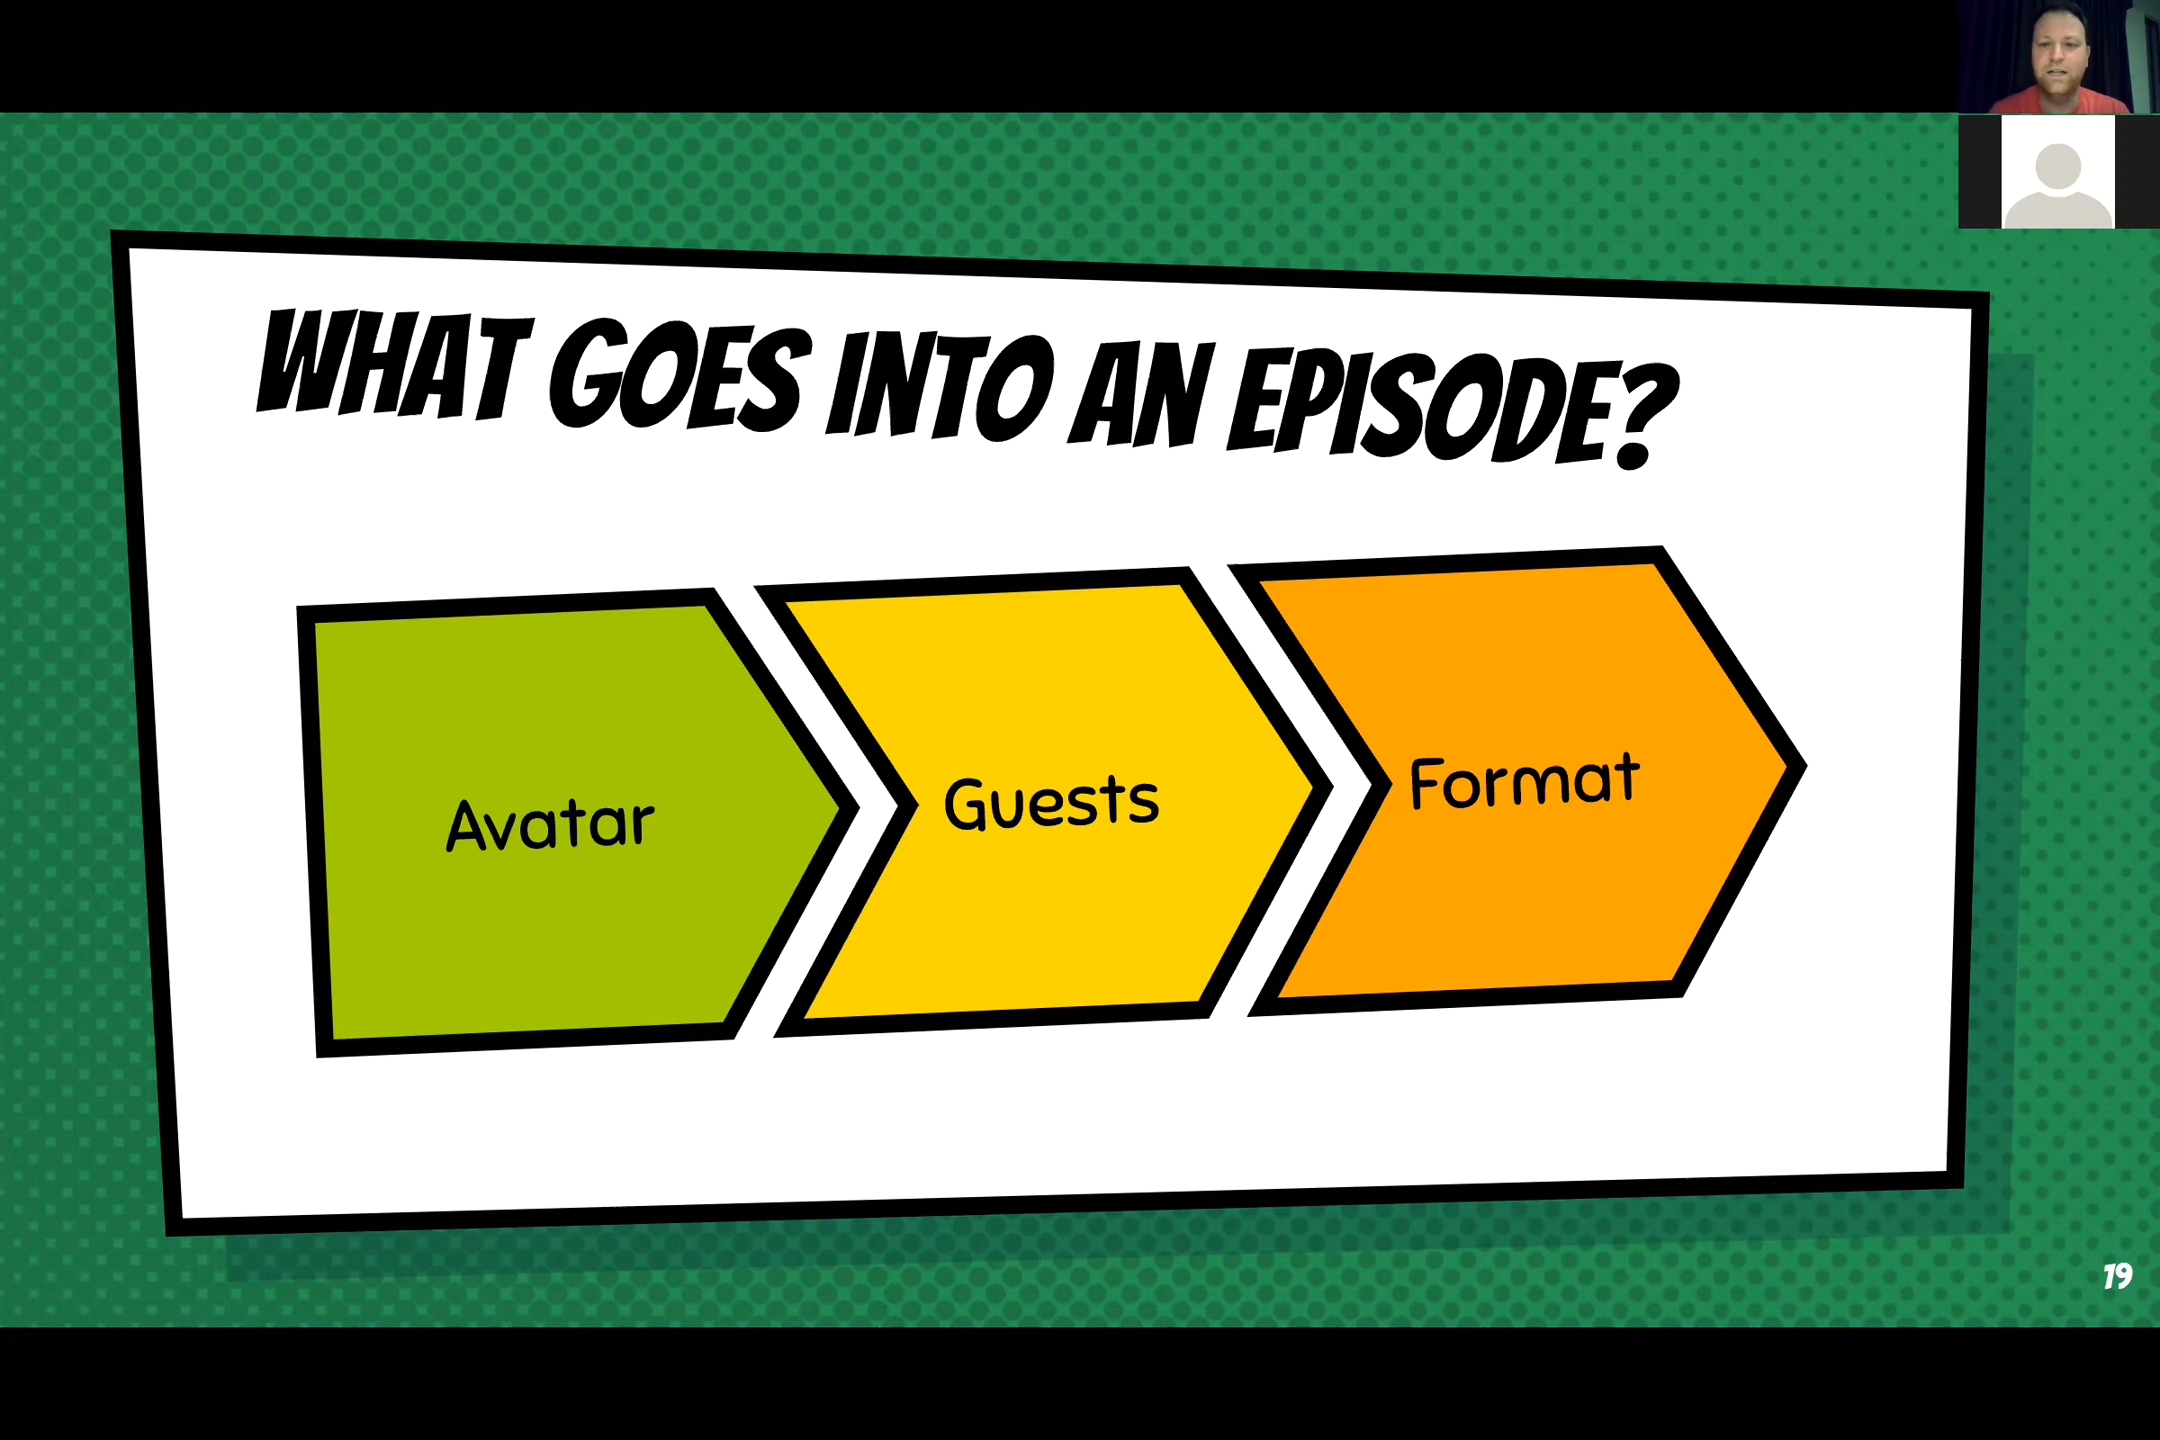 WHAT GOES INTO AN EPISODE?
Avatar
Guests
Format
19